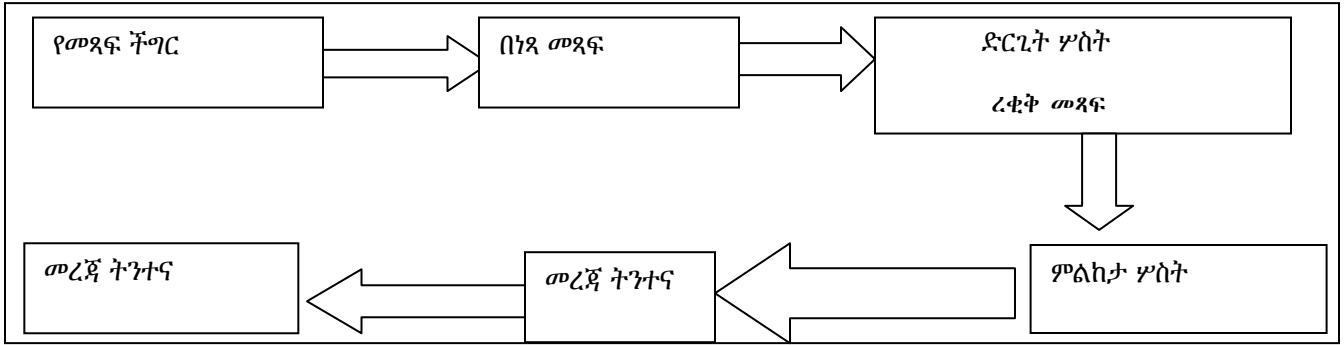 የመጻፍ ችግር
በነጻ መጻፍ
ድርጊት ሦስት
ረቂቅ መጻፍ
ምልከታ ሦስት
መረጃ ትንተና
መረጃ ትንተና